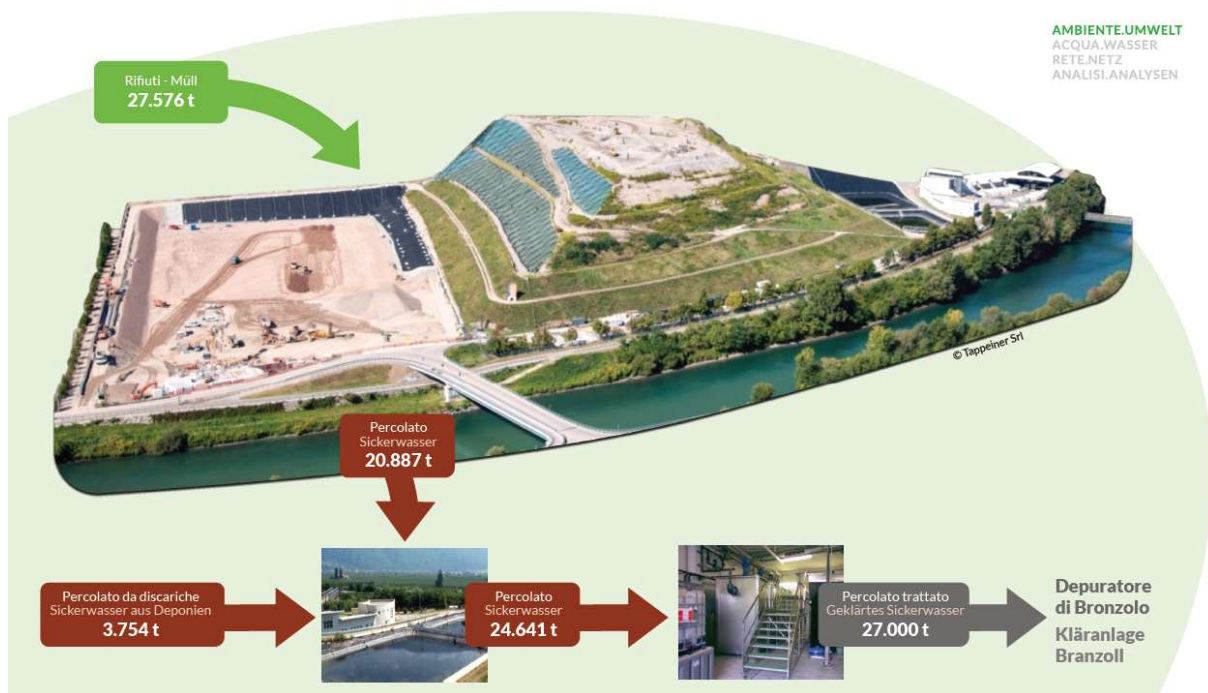 AMBIENTE.UMWELT
ACQUA.WASSER
RETE.NETZ
ANALISI.ANALYSEN
Rifiuti - Müll
27.576 t
© Tappeiner Srl
Percolato
Sickerwasser
20.887 t
Percolato da discariche
Sickerwasser aus Deponien
3.754 t
Percolato
Sickerwasser
24.641 t
Percolato trattato
Geklärtes Sickerwasser
27.000 t
Depuratore
di Bronzolo
Kläranlage
Branzoll